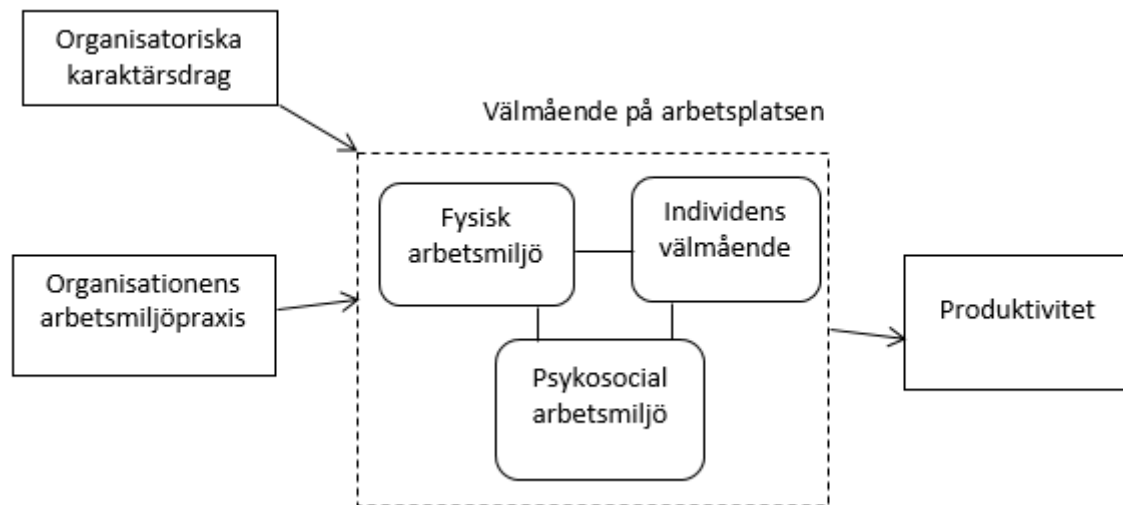 Organisatoriska
karaktärsdrag
Välmående på arbetsplatsen
Fysisk
arbetsmiljö
Individens
välmående
Organisationens
arbetsmiljöpraxis
Produktivitet
Psykosocial
arbetsmiljö